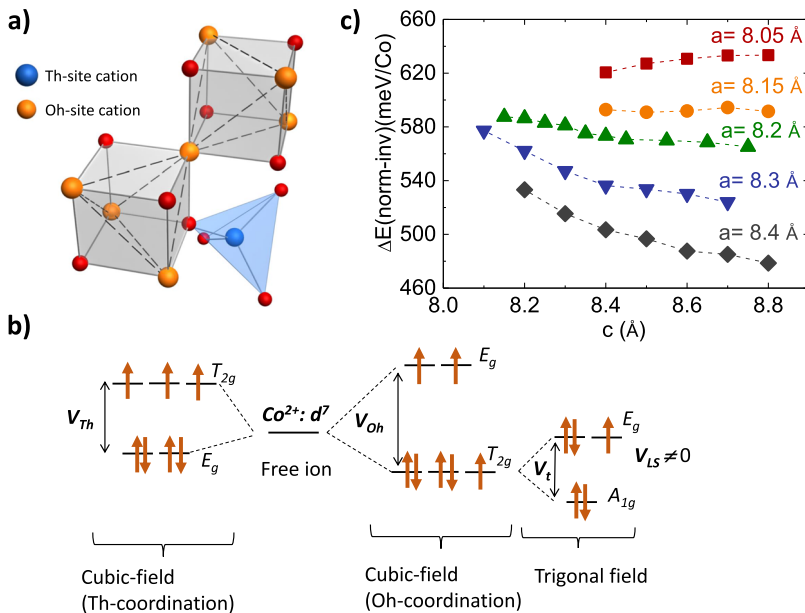 a)
Th-site cation
Oh-site cation
c)
ΔE(norm-inv)(meV/Co)
660
620
580
540
500
460
8.0
8.2
8.4
8.6
8.8
c (Å)
a= 8.05 Å
a= 8.15 Å
a= 8.2 Å
a= 8.3 Å
a= 8.4 Å
b)
T2g
VTh
Eg
Co2+: d7
Free ion
Eg
VOh
T2g
Eg
Vt
VLS ≠0
A1g
Cubic-field
(Th-coordination)
Cubic-field
(Oh-coordination)
Trigonal field